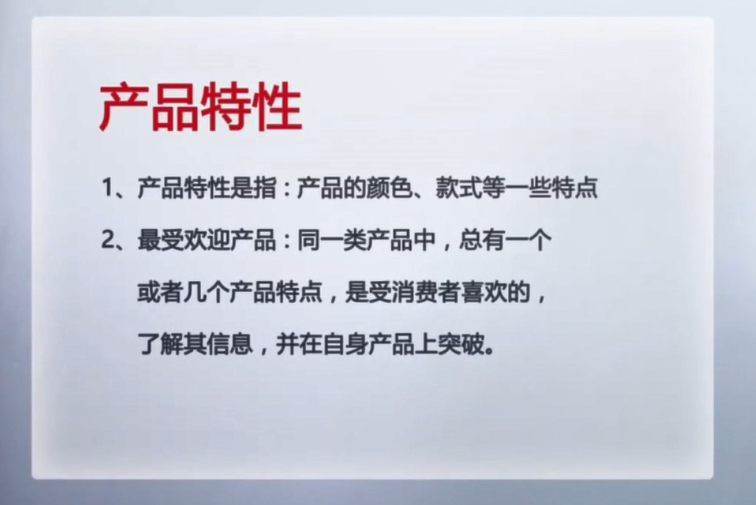 产品特性
1、产品特性是指：产品的颜色、款式等一些特点
2、最受欢迎产品：同一类产品中，总有一个
或者几个产品特点，是受消费者喜欢的，
了解其信息，并在自身产品上突破。